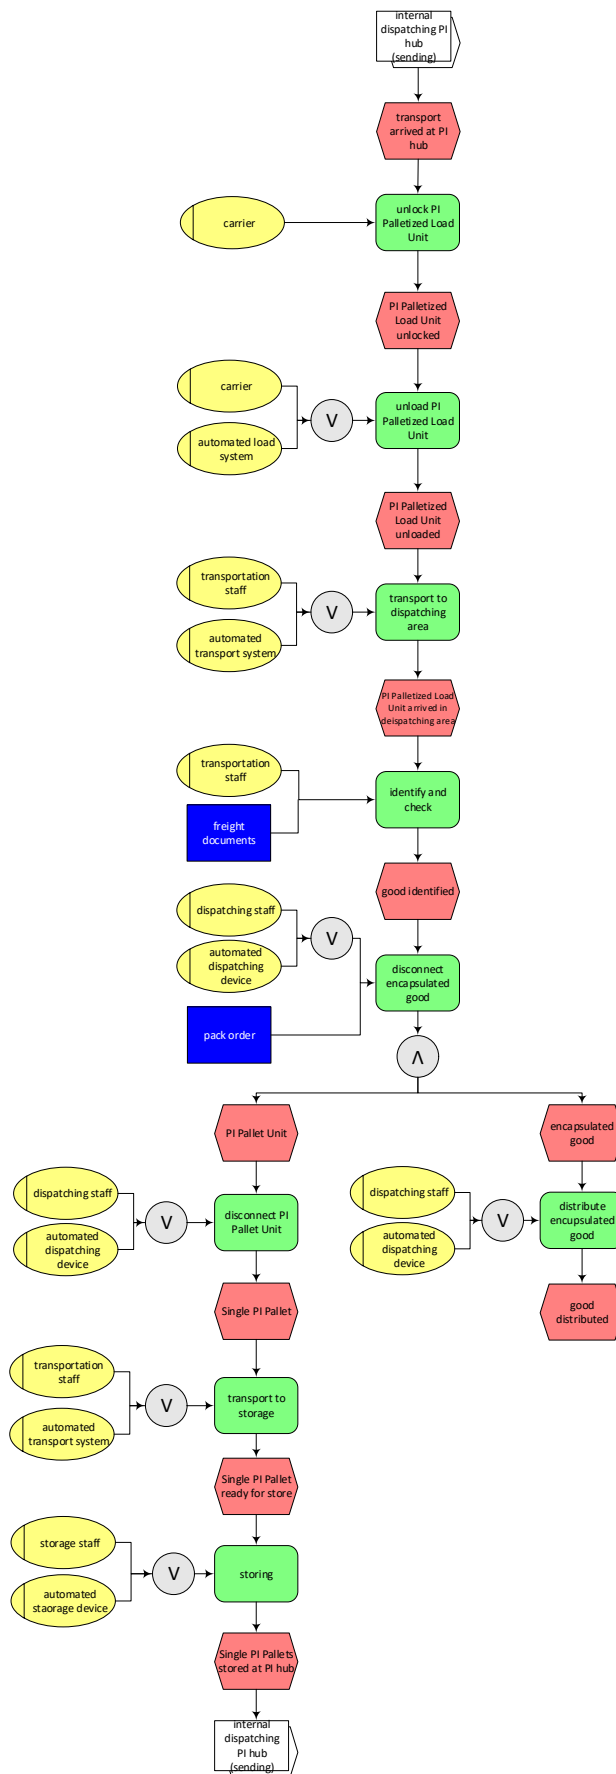 internal
dispatching PI
hub
(sending)
transport
arrived at PI
hub
carrier
unlock PI
Palletized Load
Unit
PI Palletized
Load Unit
unlocked
carrier
automated load
system
V
unload PI
Palletized Load
Unit
PI Palletized
Load Unit
unloaded
transportation
staff
automated
transport system
V
transport to
dispatching
area
PI Palletized Load
Unit arrived in
deispatching area
transportation
staff
freight
documents
identify and
check
good identified
dispatching staff
automated
dispatching
device
V
pack order
disconnect
encapsulated
good
Λ
PI Pallet Unit
encapsulated
good
dispatching staff
automated
dispatching
device
V
disconnect PI
Pallet Unit
dispatching staff
automated
dispatching
device
V
distribute
encupsulated
good
Single PI Pallet
good
distributed
transportation
staff
automated
transport system
V
transport to
storage
Single PI Pallet
ready for store
storage staff
automated
staorage device
V
storing
Single PI Pallets
stored at PI hub
internal
dispatching
PI hub
(sending)